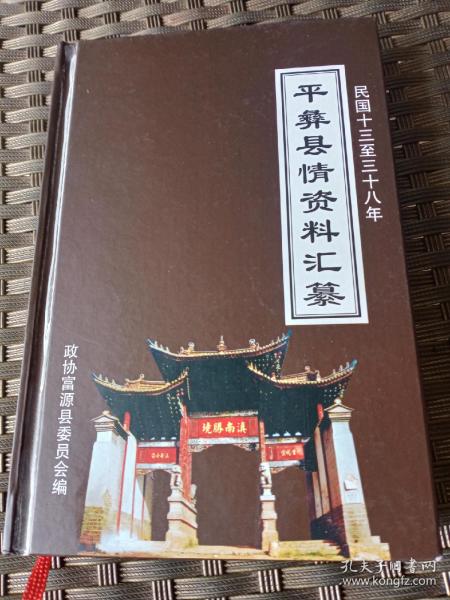 民国十三至三十八年
平彝县情资料汇纂
政协富源县委员会编
滇南勝境
孔夫子旧书网
www.kongfz.com